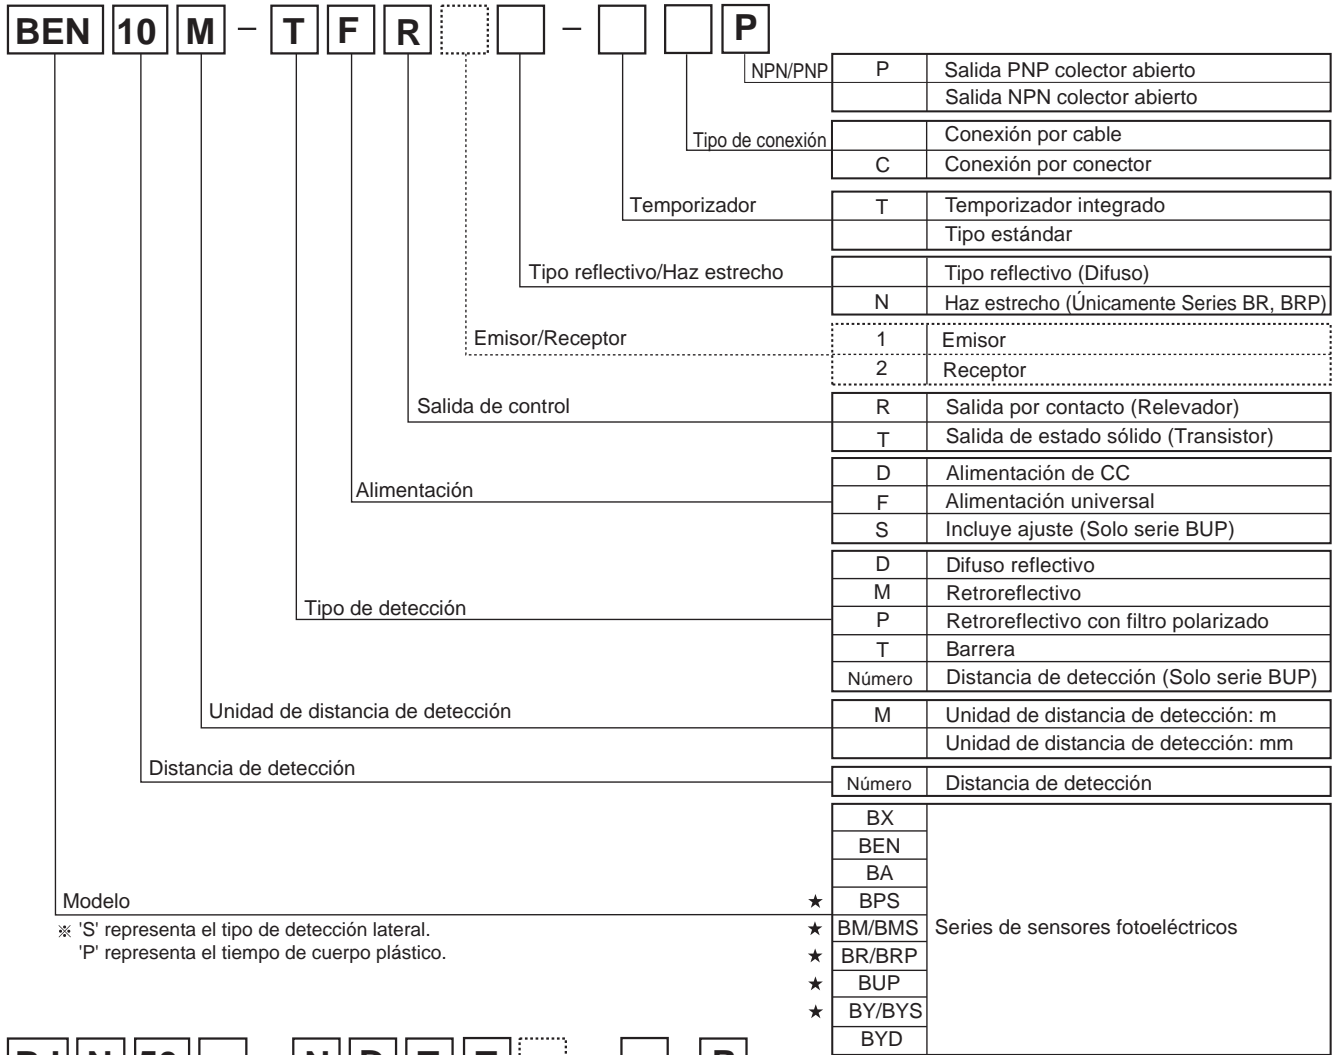 BEN 10 M – T F R – P
NPN/PNP P Salida PNP colector abierto
Salida NPN colector abierto
Tipo de conexión Conexión por cable
C Conexión por conector
Temporizador T Temporizador integrado
Tipo estándar
Tipo reflectivo/Haz estrecho Tipo reflectivo (Difuso)
N Haz estrecho (Únicamente Series BR, BRP)
Emisor/Receptor 1 Emisor
2 Receptor
Salida de control R Salida por contacto (Relevador)
T Salida de estado sólido (Transistor)
Alimentación D Alimentación de CC
F Alimentación universal
S Incluye ajuste (Solo serie BUP)
Tipo de detección D Difuso reflectivo
M Retroreflectivo
P Retroreflectivo con filtro polarizado
T Barrera
Número Distancia de detección (Solo serie BUP)
Unidad de distancia de detección M Unidad de distancia de detección: m
Unidad de distancia de detección: mm
Distancia de detección Número Distancia de detección
BX
BEN
BA
Modelo ★ BPS
※ 'S' representa el tipo de detección lateral. ★ BM/BMS Series de sensores fotoeléctricos
'P' representa el tiempo de cuerpo plástico. ★ BR/BRP
★ BUP
★ BY/BYS
BYD